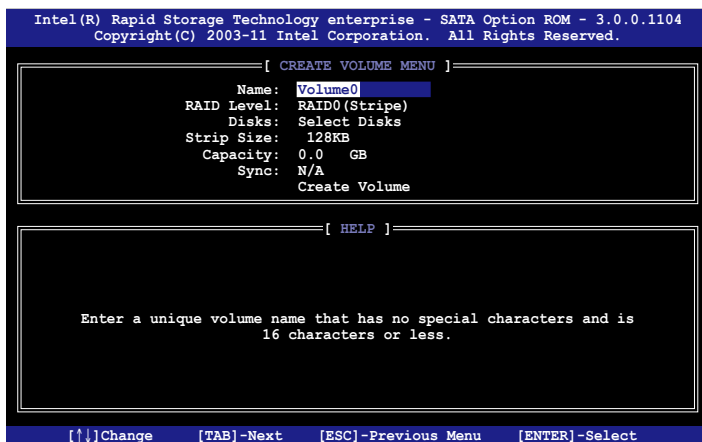 Intel(R) Rapid Storage Technology enterprise - SATA Option ROM - 3.0.0.1104
Copyright(C) 2003-11 Intel Corporation. All Rights Reserved.
[ CREATE VOLUME MENU ]
Name: Volume0
RAID Level: RAID0(Stripe)
Disks: Select Disks
Strip Size: 128KB
Capacity: 0.0 GB
Sync: N/A
Create Volume
[ HELP ]
Enter a unique volume name that has no special characters and is
16 characters or less.
[↑↓]Change [TAB]-Next [ESC]-Previous Menu [ENTER]-Select